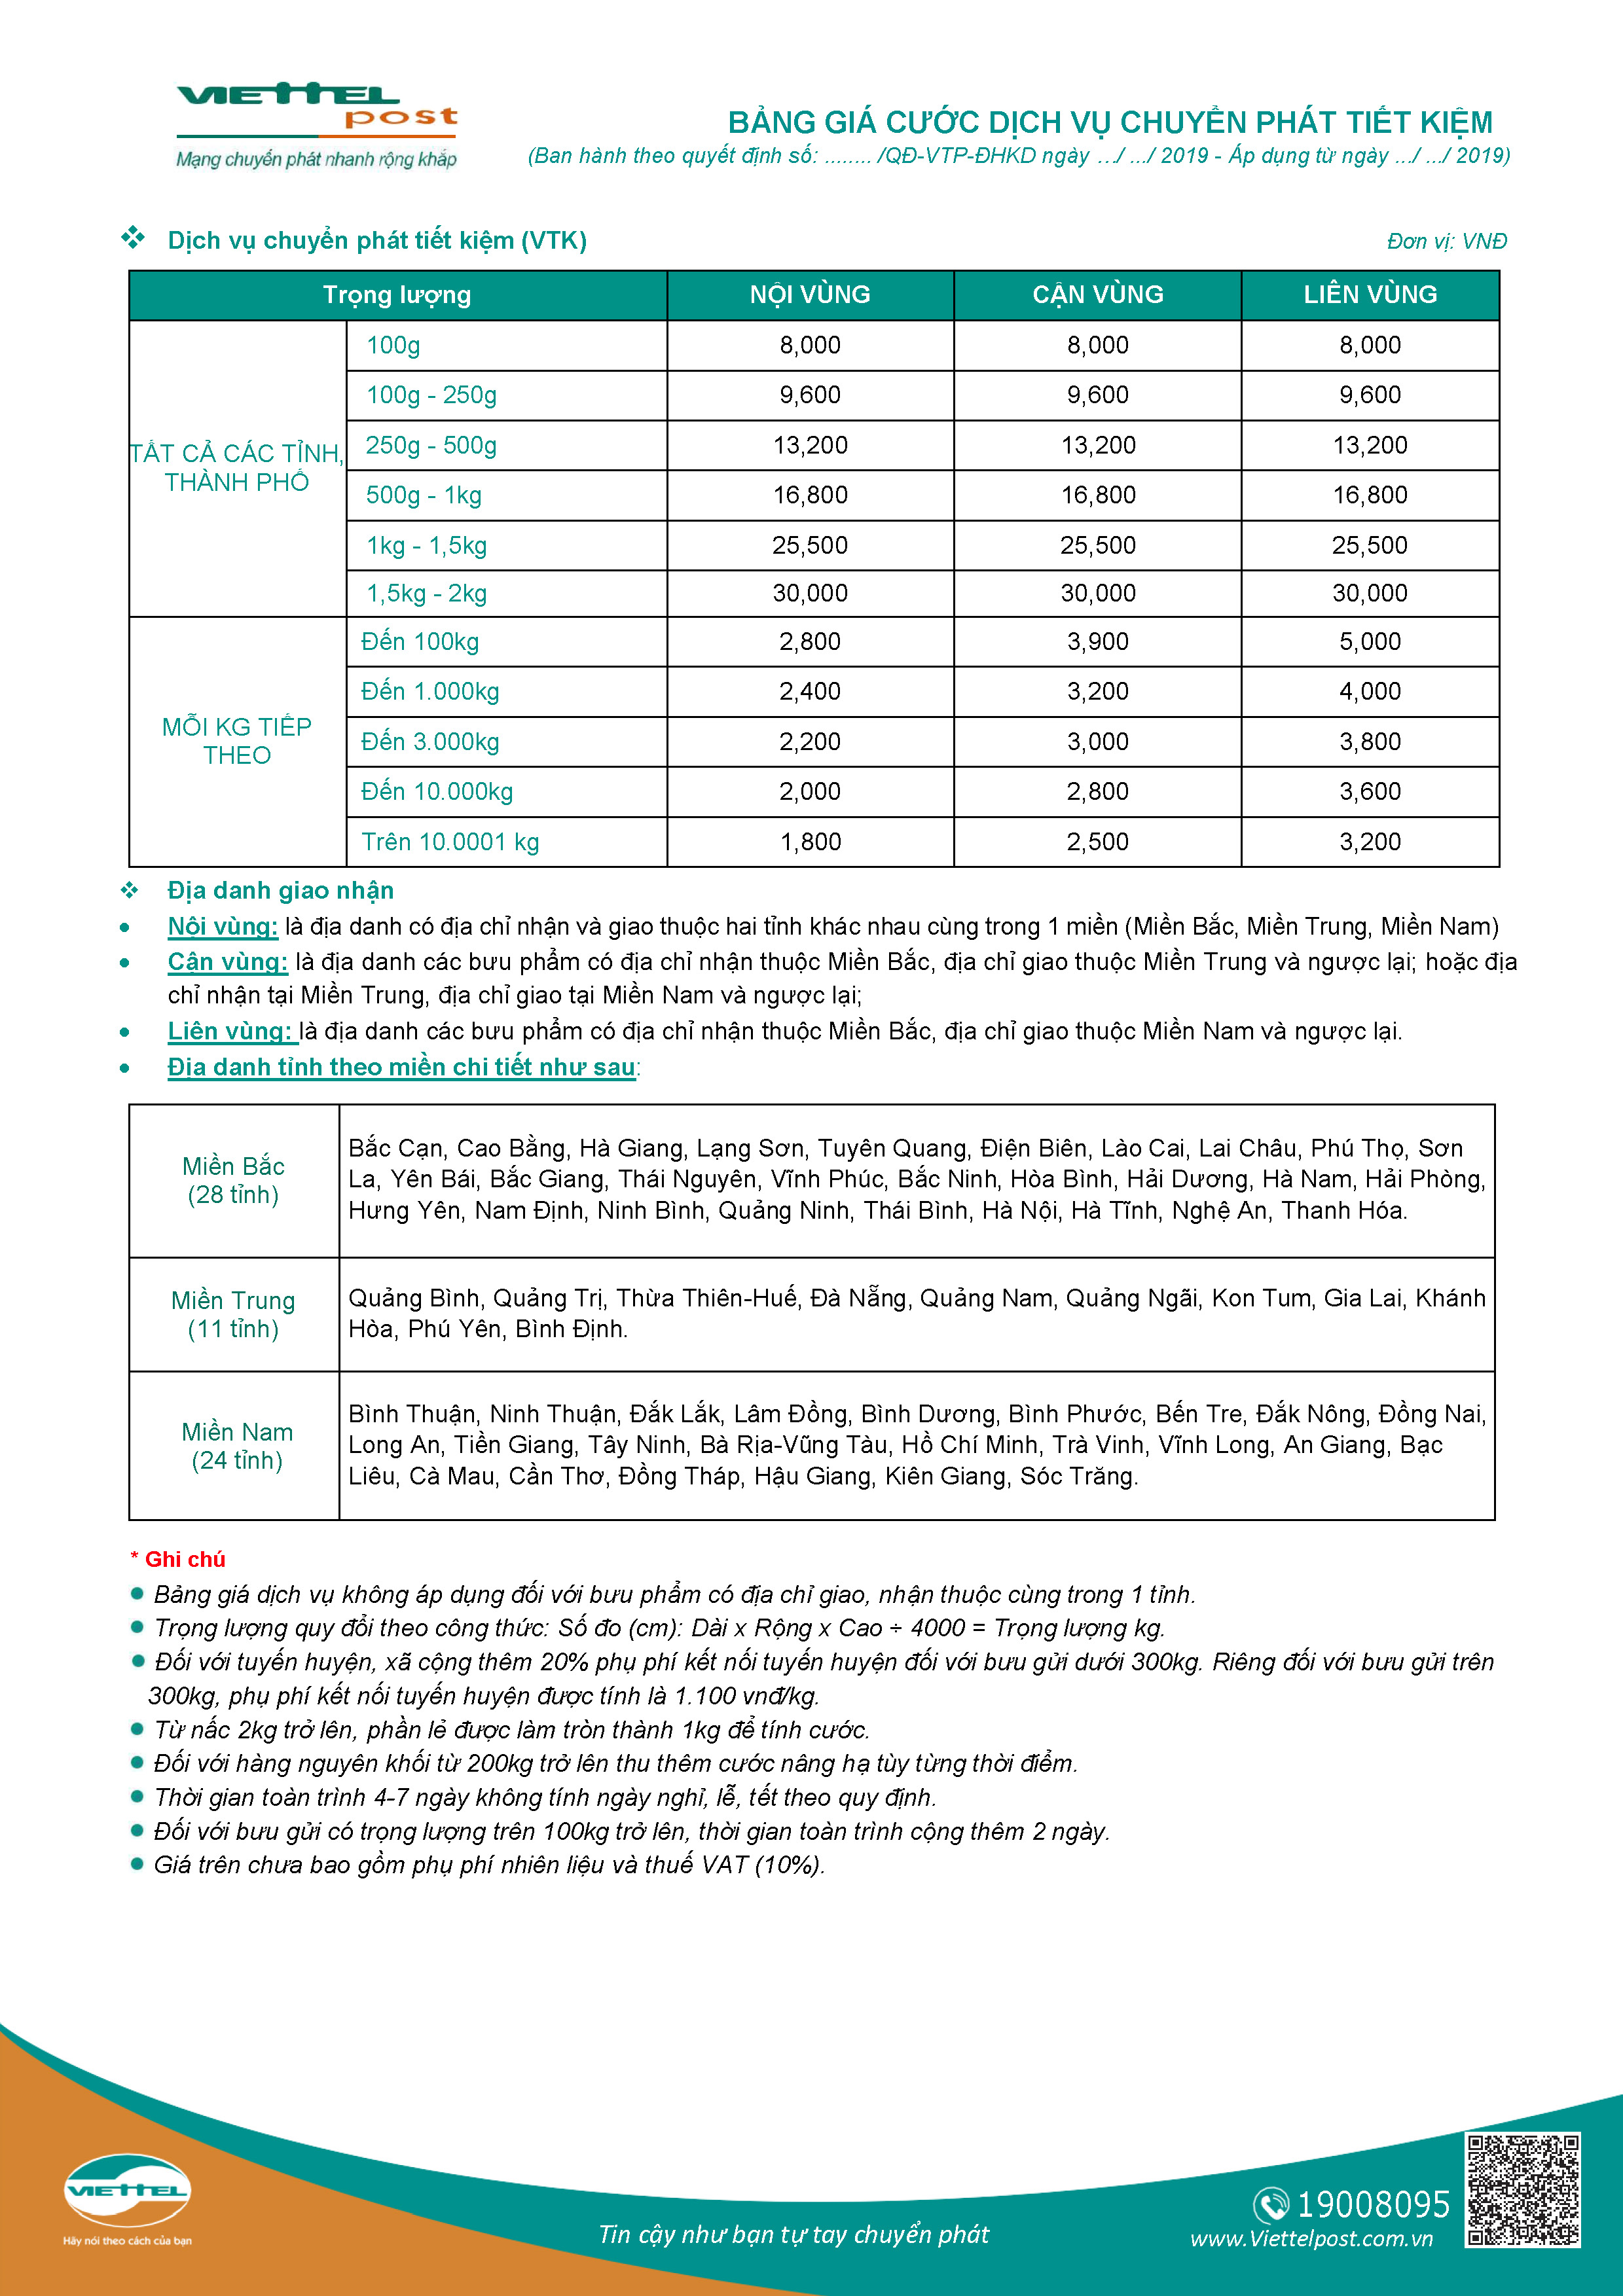 VIETTEL
post
Mạng chuyển phát nhanh rộng khắp
BẢNG GIÁ CƯỚC DỊCH VỤ CHUYỂN PHÁT TIẾT KIỆM
(Ban hành theo quyết định số: ........ /QĐ-VTP-ĐHKD ngày .../ .../ 2019 - Áp dụng từ ngày .../ .../ 2019)
❖ Dịch vụ chuyển phát tiết kiệm (VTK) Đơn vị: VNĐ
Trọng lượng NỘI VÙNG CẬN VÙNG LIÊN VÙNG
TẤT CẢ CÁC TỈNH,
THÀNH PHỐ
100g 8,000 8,000 8,000
100g - 250g 9,600 9,600 9,600
250g - 500g 13,200 13,200 13,200
500g - 1kg 16,800 16,800 16,800
1kg - 1,5kg 25,500 25,500 25,500
1,5kg - 2kg 30,000 30,000 30,000
MỖI KG TIẾP
THEO
Đến 100kg 2,800 3,900 5,000
Đến 1.000kg 2,400 3,200 4,000
Đến 3.000kg 2,200 3,000 3,800
Đến 10.000kg 2,000 2,800 3,600
Trên 10.0001 kg 1,800 2,500 3,200
❖ Địa danh giao nhận
• Nội vùng: là địa danh có địa chỉ nhận và giao thuộc hai tỉnh khác nhau cùng trong 1 miền (Miền Bắc, Miền Trung, Miền Nam)
• Cận vùng: là địa danh các bưu phẩm có địa chỉ nhận thuộc Miền Bắc, địa chỉ giao thuộc Miền Trung và ngược lại; hoặc địa
chỉ nhận tại Miền Trung, địa chỉ giao tại Miền Nam và ngược lại;
• Liên vùng: là địa danh các bưu phẩm có địa chỉ nhận thuộc Miền Bắc, địa chỉ giao thuộc Miền Nam và ngược lại.
• Địa danh tỉnh theo miền chi tiết như sau:
Miền Bắc
(28 tỉnh)
Bắc Cạn, Cao Bằng, Hà Giang, Lạng Sơn, Tuyên Quang, Điện Biên, Lào Cai, Lai Châu, Phú Thọ, Sơn
La, Yên Bái, Bắc Giang, Thái Nguyên, Vĩnh Phúc, Bắc Ninh, Hòa Bình, Hải Dương, Hà Nam, Hải Phòng,
Hưng Yên, Nam Định, Ninh Bình, Quảng Ninh, Thái Bình, Hà Nội, Hà Tĩnh, Nghệ An, Thanh Hóa.
Miền Trung
(11 tỉnh)
Quảng Bình, Quảng Trị, Thừa Thiên-Huế, Đà Nẵng, Quảng Nam, Quảng Ngãi, Kon Tum, Gia Lai, Khánh
Hòa, Phú Yên, Bình Định.
Miền Nam
(24 tỉnh)
Bình Thuận, Ninh Thuận, Đắk Lắk, Lâm Đồng, Bình Dương, Bình Phước, Bến Tre, Đắk Nông, Đồng Nai,
Long An, Tiền Giang, Tây Ninh, Bà Rịa-Vũng Tàu, Hồ Chí Minh, Trà Vinh, Vĩnh Long, An Giang, Bạc
Liêu, Cà Mau, Cần Thơ, Đồng Tháp, Hậu Giang, Kiên Giang, Sóc Trăng.
* Ghi chú
● Bảng giá dịch vụ không áp dụng đối với bưu phẩm có địa chỉ giao, nhận thuộc cùng trong 1 tỉnh.
● Trọng lượng quy đổi theo công thức: Số đo (cm): Dài x Rộng x Cao ÷ 4000 = Trọng lượng kg.
● Đối với tuyến huyện, xã cộng thêm 20% phụ phí kết nối tuyến huyện đối với bưu gửi dưới 300kg. Riêng đối với bưu gửi trên
300kg, phụ phí kết nối tuyến huyện được tính là 1.100 vnđ/kg.
● Từ nấc 2kg trở lên, phần lẻ được làm tròn thành 1kg để tính cước.
● Đối với hàng nguyên khối từ 200kg trở lên thu thêm cước nâng hạ tùy từng thời điểm.
● Thời gian toàn trình 4-7 ngày không tính ngày nghỉ, lễ, tết theo quy định.
● Đối với bưu gửi có trọng lượng trên 100kg trở lên, thời gian toàn trình cộng thêm 2 ngày.
● Giá trên chưa bao gồm phụ phí nhiên liệu và thuế VAT (10%).
VIETTEL
Hãy nói theo cách của bạn
Tin cậy như bạn tự tay chuyển phát
19008095
www.Viettelpost.com.vn